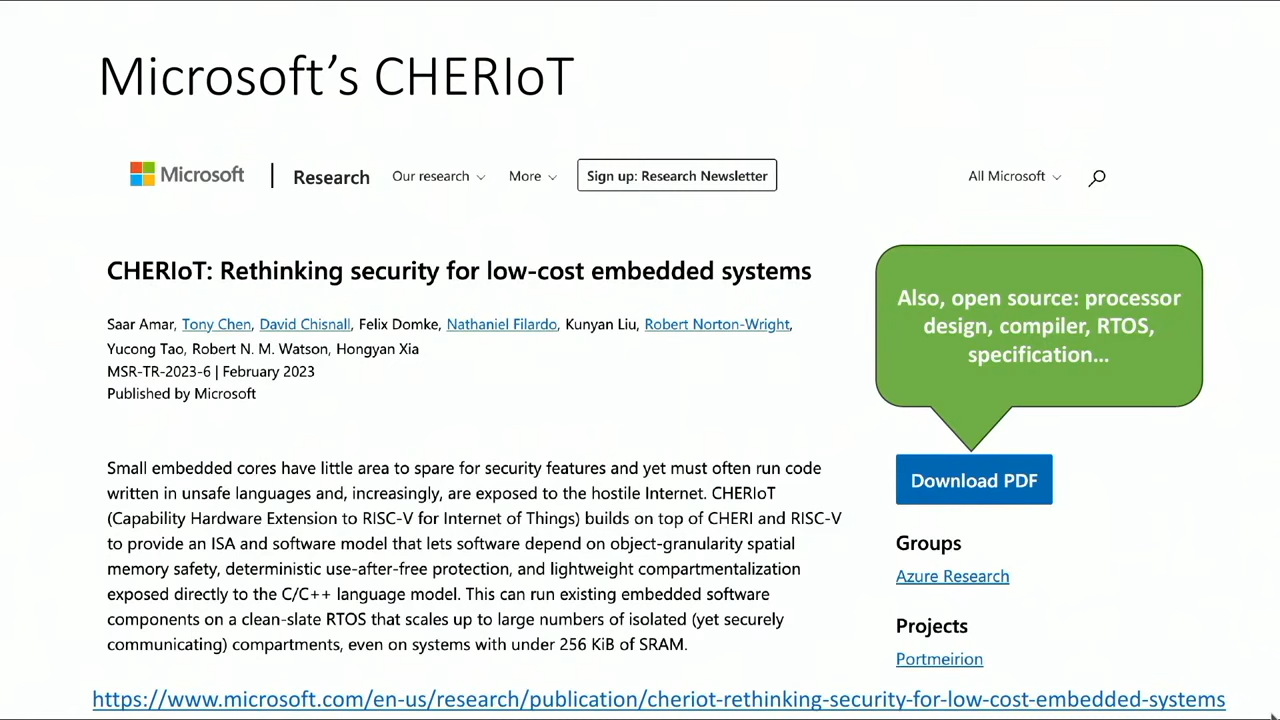 Microsoft's CHERIoT
Microsoft | Research Our research More Sign up: Research Newsletter All Microsoft
CHERIoT: Rethinking security for low-cost embedded systems
Saar Amar, Tony Chen, David Chisnall, Felix Domke, Nathaniel Filardo, Kunyan Liu, Robert Norton-Wright,
Yucong Tao, Robert N. M. Watson, Hongyan Xia
MSR-TR-2023-6 | February 2023
Published by Microsoft
Small embedded cores have little area to spare for security features and yet must often run code
written in unsafe languages and, increasingly, are exposed to the hostile Internet. CHERIoT
(Capability Hardware Extension to RISC-V for Internet of Things) builds on top of CHERI and RISC-V
to provide an ISA and software model that lets software depend on object-granularity spatial
memory safety, deterministic use-after-free protection, and lightweight compartmentalization
exposed directly to the C/C++ language model. This can run existing embedded software
components on a clean-slate RTOS that scales up to large numbers of isolated (yet securely
communicating) compartments, even on systems with under 256 KiB of SRAM.
Also, open source: processor
design, compiler, RTOS,
specification...
Download PDF
Groups
Azure Research
Projects
Portmeirion
https://www.microsoft.com/en-us/research/publication/cheriot-rethinking-security-for-low-cost-embedded-systems